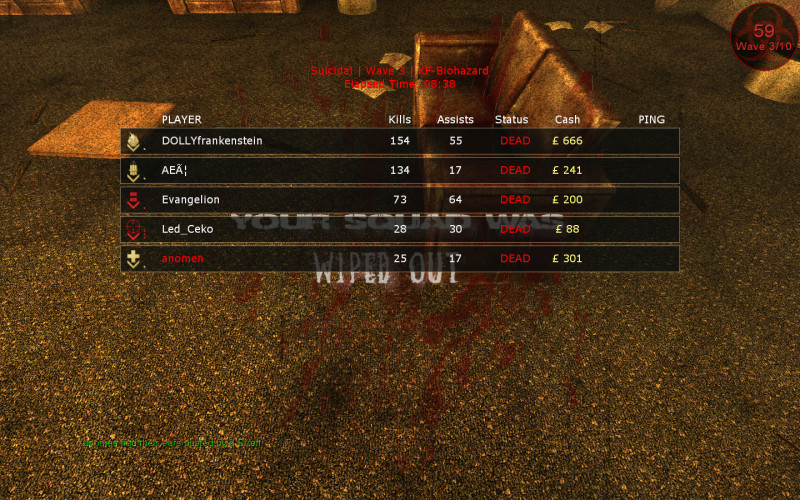 59
Wave 3/10
Suicidal | Wave 3 | KF-Biohazard
Elapsed Time: 08:38
PLAYER Kills Assists Status Cash PING
DOLLYfrankenstein 154 55 DEAD £ 666
AEÃ¦ 134 17 DEAD £ 241
Evangelion 73 64 DEAD £ 200
YOUR SQUAD WAS
Led_Ceko 28 30 DEAD £ 88
anomen 25 17 DEAD £ 301
WIPED OUT